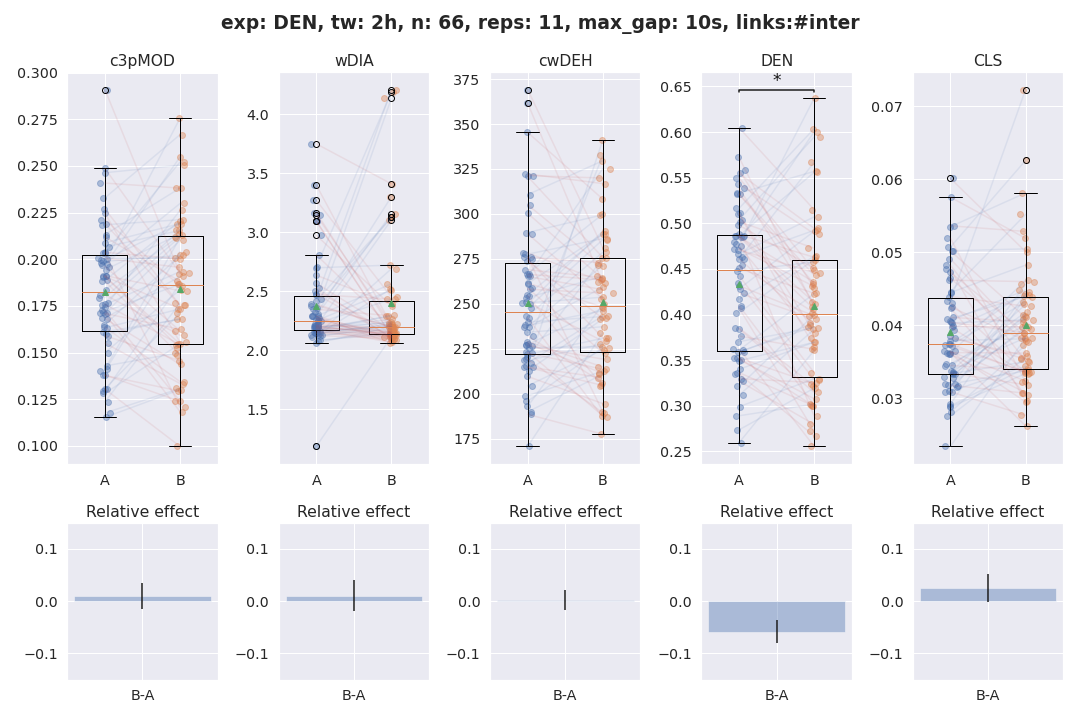 exp: DEN, tw: 2h, n: 66, reps: 11, max_gap: 10s, links:#inter
c3pMOD
wDIA
cwDEH
DEN
CLS
0.300
0.275
0.250
0.225
0.200
0.175
0.150
0.125
0.100
4.0
3.5
3.0
2.5
2.0
1.5
375
350
325
300
275
250
225
200
175
0.65
0.60
0.55
0.50
0.45
0.40
0.35
0.30
0.25
*
0.07
0.06
0.05
0.04
0.03
A B
A B
A B
A B
A B
Relative effect
Relative effect
Relative effect
Relative effect
Relative effect
0.1
0.0
−0.1
0.1
0.0
−0.1
0.1
0.0
−0.1
0.1
0.0
−0.1
0.1
0.0
−0.1
B-A
B-A
B-A
B-A
B-A